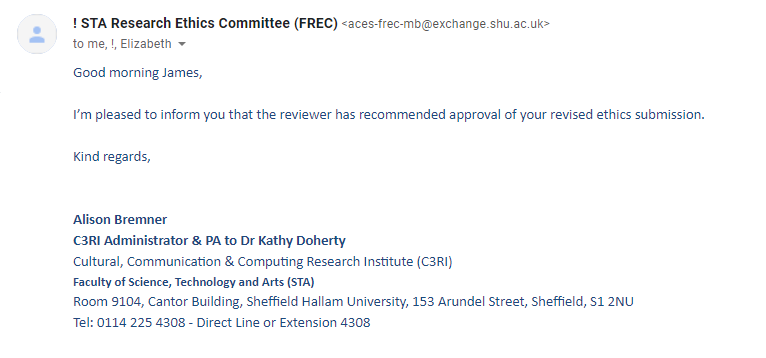 ! STA Research Ethics Committee (FREC) <aces-frec-mb@exchange.shu.ac.uk>
to me, !, Elizabeth
Good morning James,
I'm pleased to inform you that the reviewer has recommended approval of your revised ethics submission.
Kind regards,
Alison Bremner
C3RI Administrator & PA to Dr Kathy Doherty
Cultural, Communication & Computing Research Institute (C3RI)
Faculty of Science, Technology and Arts (STA)
Room 9104, Cantor Building, Sheffield Hallam University, 153 Arundel Street, Sheffield, S1 2NU
Tel: 0114 225 4308 - Direct Line or Extension 4308